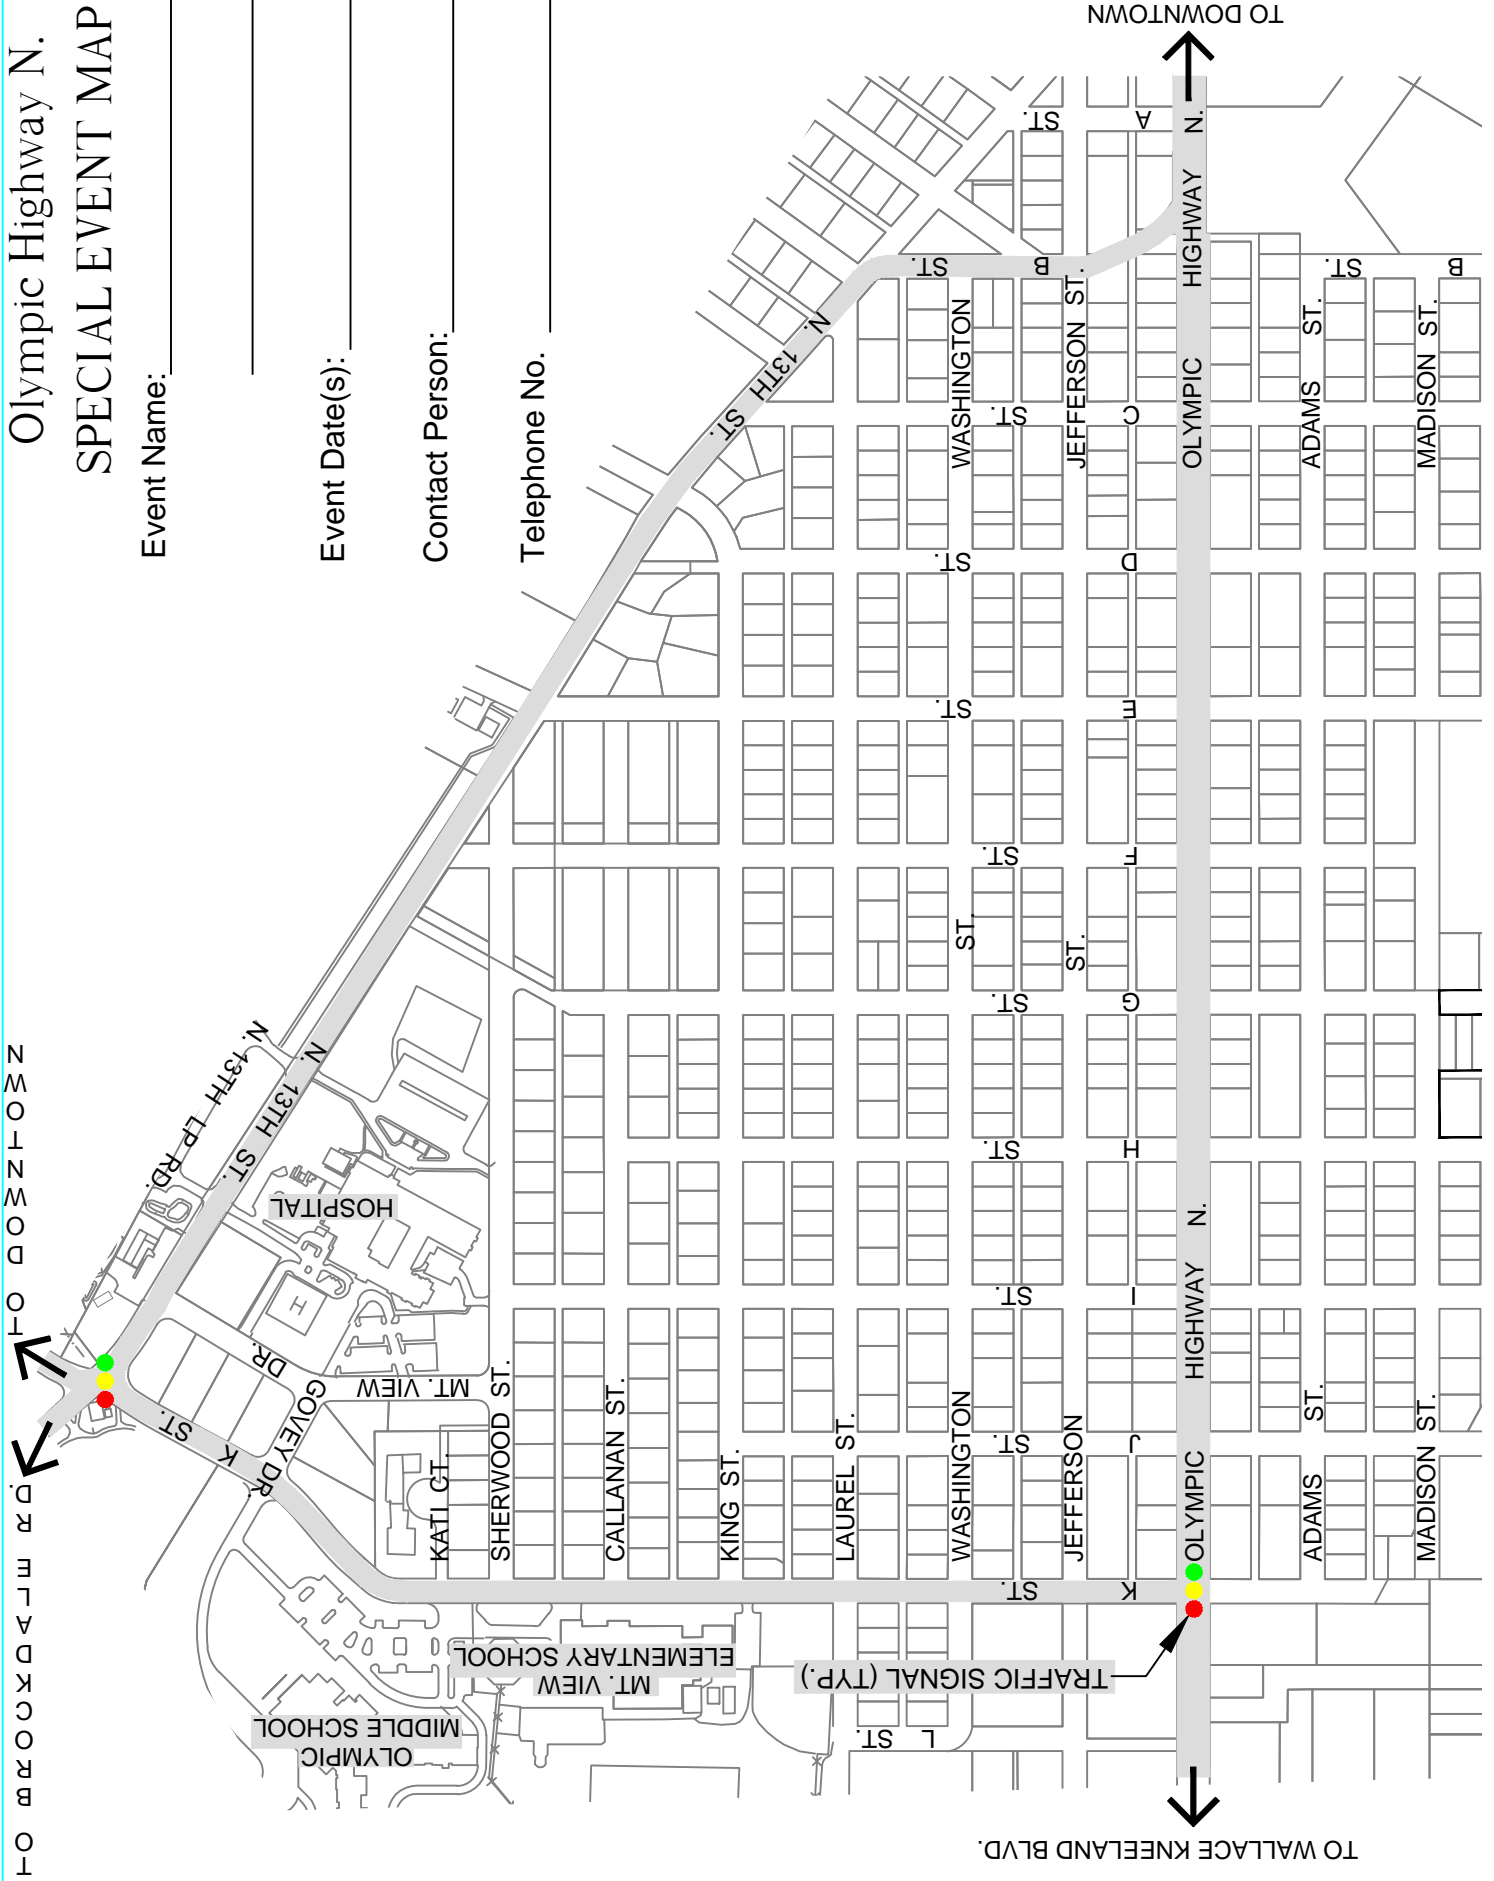 Olympic Highway N.
SPECIAL EVENT MAP
Event Name:
Event Date(s):
Contact Person:
Telephone No.
TO DOWNTOWN
TO BROCKDALE RD.
TO DOWNTOWN
TO WALLACE KNEELAND BLVD.
N. 13TH LP RD.
N. 13TH ST.
N. 13TH ST.
HOSPITAL
H
GOVEY DR.
GOVEY DR.
MT. VIEW
K ST.
KATI CT.
SHERWOOD ST.
CALLANAN ST.
KING ST.
LAUREL ST.
WASHINGTON
ST.
WASHINGTON
JEFFERSON
ST.
JEFFERSON ST.
OLYMPIC HIGHWAY N.
OLYMPIC HIGHWAY N.
ADAMS ST.
ADAMS ST.
MADISON ST.
MADISON ST.
A ST.
B ST.
B ST.
C ST.
D ST.
E ST.
F ST.
G ST.
H ST.
I ST.
J ST.
K ST.
L ST.
OLYMPIC
MIDDLE SCHOOL
MT. VIEW
ELEMENTARY SCHOOL
TRAFFIC SIGNAL (TYP.)